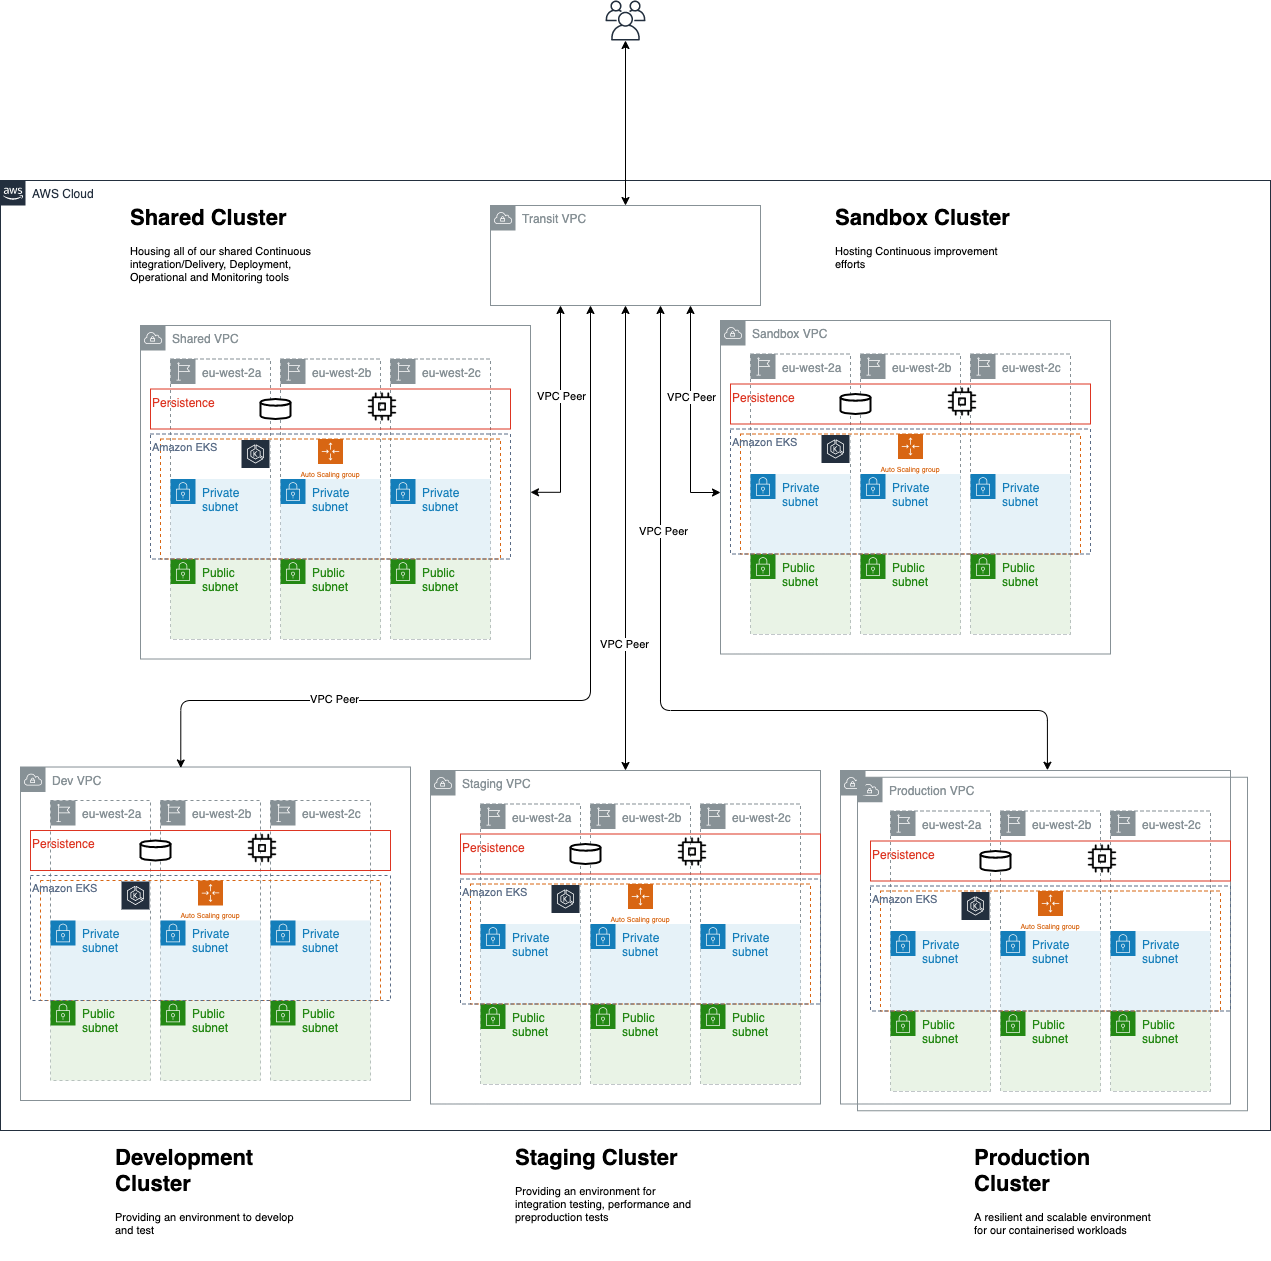 aws
AWS Cloud
Shared Cluster
Housing all of our shared Continuous
integration/Delivery, Deployment,
Operational and Monitoring tools
Transit VPC
Sandbox Cluster
Hosting Continuous improvement
efforts
Shared VPC
eu-west-2a
eu-west-2b
eu-west-2c
Persistence
Amazon EKS
Auto Scaling group
Private
subnet
Private
subnet
Private
subnet
Public
subnet
Public
subnet
Public
subnet
VPC Peer
VPC Peer
VPC Peer
VPC Peer
VPC Peer
Sandbox VPC
eu-west-2a
eu-west-2b
eu-west-2c
Persistence
Amazon EKS
Auto Scaling group
Private
subnet
Private
subnet
Private
subnet
Public
subnet
Public
subnet
Public
subnet
Dev VPC
eu-west-2a
eu-west-2b
eu-west-2c
Persistence
Amazon EKS
Auto Scaling group
Private
subnet
Private
subnet
Private
subnet
Public
subnet
Public
subnet
Public
subnet
Staging VPC
eu-west-2a
eu-west-2b
eu-west-2c
Persistence
Amazon EKS
Auto Scaling group
Private
subnet
Private
subnet
Private
subnet
Public
subnet
Public
subnet
Public
subnet
Production VPC
eu-west-2a
eu-west-2b
eu-west-2c
Persistence
Amazon EKS
Auto Scaling group
Private
subnet
Private
subnet
Private
subnet
Public
subnet
Public
subnet
Public
subnet
Development
Cluster
Providing an environment to develop
and test
Staging Cluster
Providing an environment for
integration testing, performance and
preproduction tests
Production
Cluster
A resilient and scalable environment
for our containerised workloads